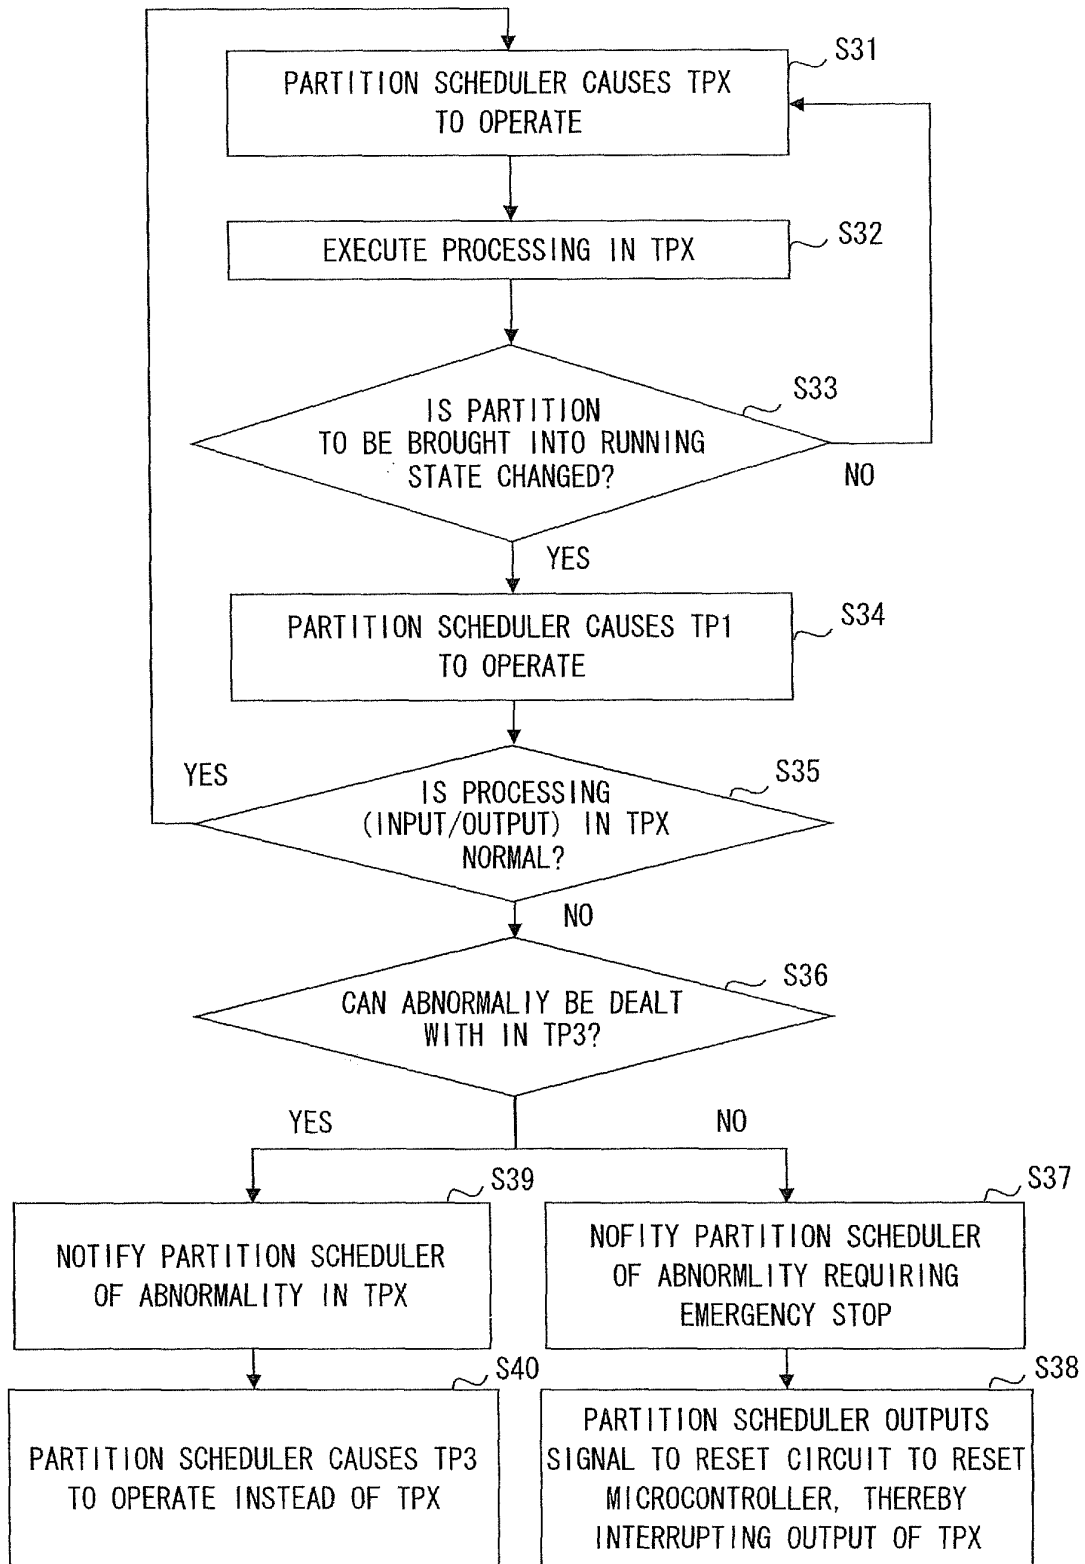 S31
PARTITION SCHEDULER CAUSES TPX
TO OPERATE
S32
EXECUTE PROCESSING IN TPX
S33
IS PARTITION
TO BE BROUGHT INTO RUNNING
STATE CHANGED?
NO
YES
S34
PARTITION SCHEDULER CAUSES TP1
TO OPERATE
YES
S35
IS PROCESSING
(INPUT/OUTPUT) IN TPX
NORMAL?
NO
S36
CAN ABNORMALIY BE DEALT
WITH IN TP3?
YES
NO
S39
NOTIFY PARTITION SCHEDULER
OF ABNORMALITY IN TPX
S37
NOFITY PARTITION SCHEDULER
OF ABNORMLITY REQUIRING
EMERGENCY STOP
S40
PARTITION SCHEDULER CAUSES TP3
TO OPERATE INSTEAD OF TPX
S38
PARTITION SCHEDULER OUTPUTS
SIGNAL TO RESET CIRCUIT TO RESET
MICROCONTROLLER, THEREBY
INTERRUPTING OUTPUT OF TPX